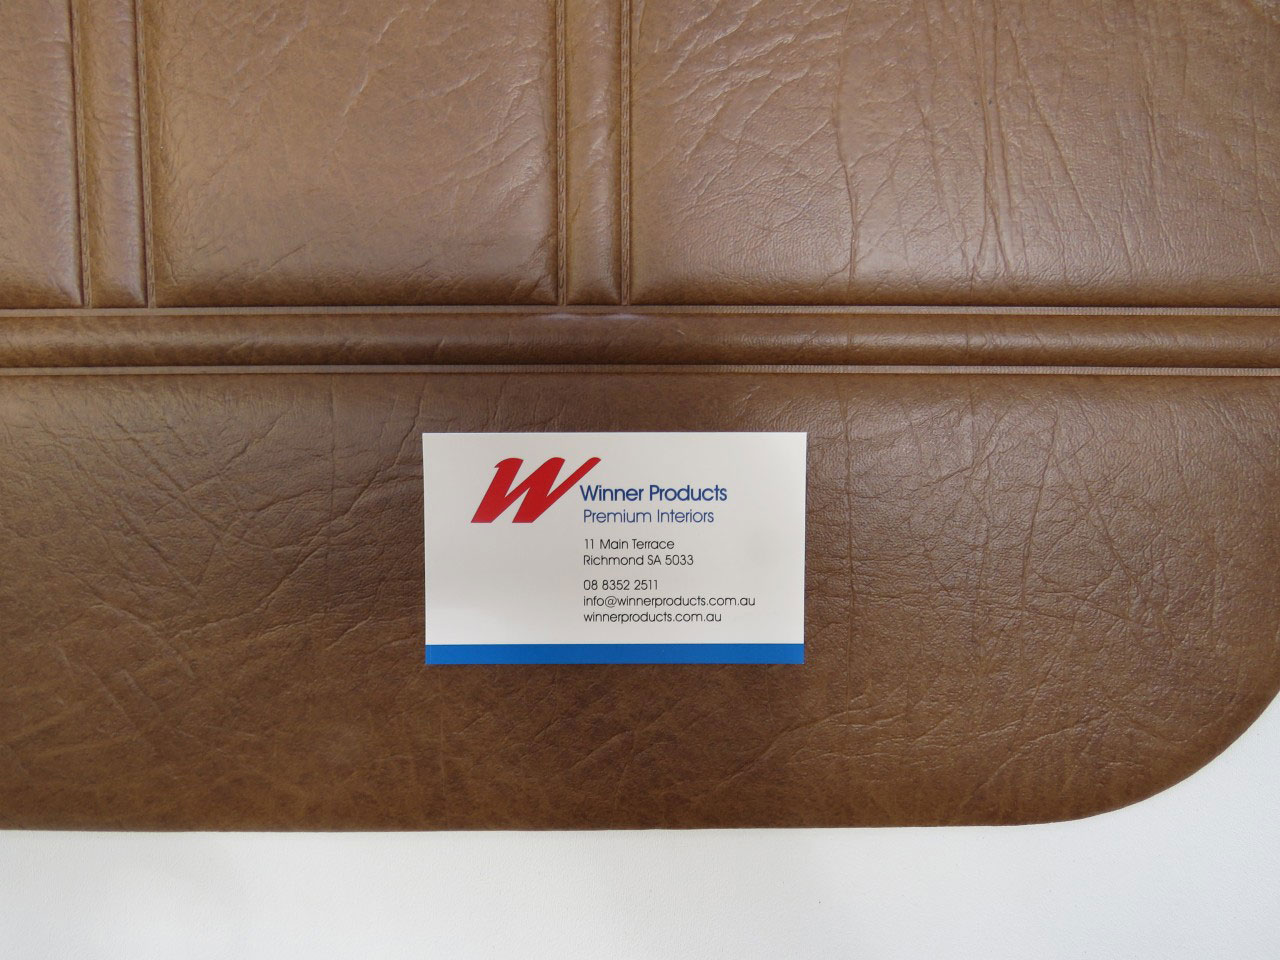 W
Winner Products
Premium Interiors
11 Main Terrace
Richmond SA 5033
08 8352 2511
info@winnerproducts.com.au
winnerproducts.com.au